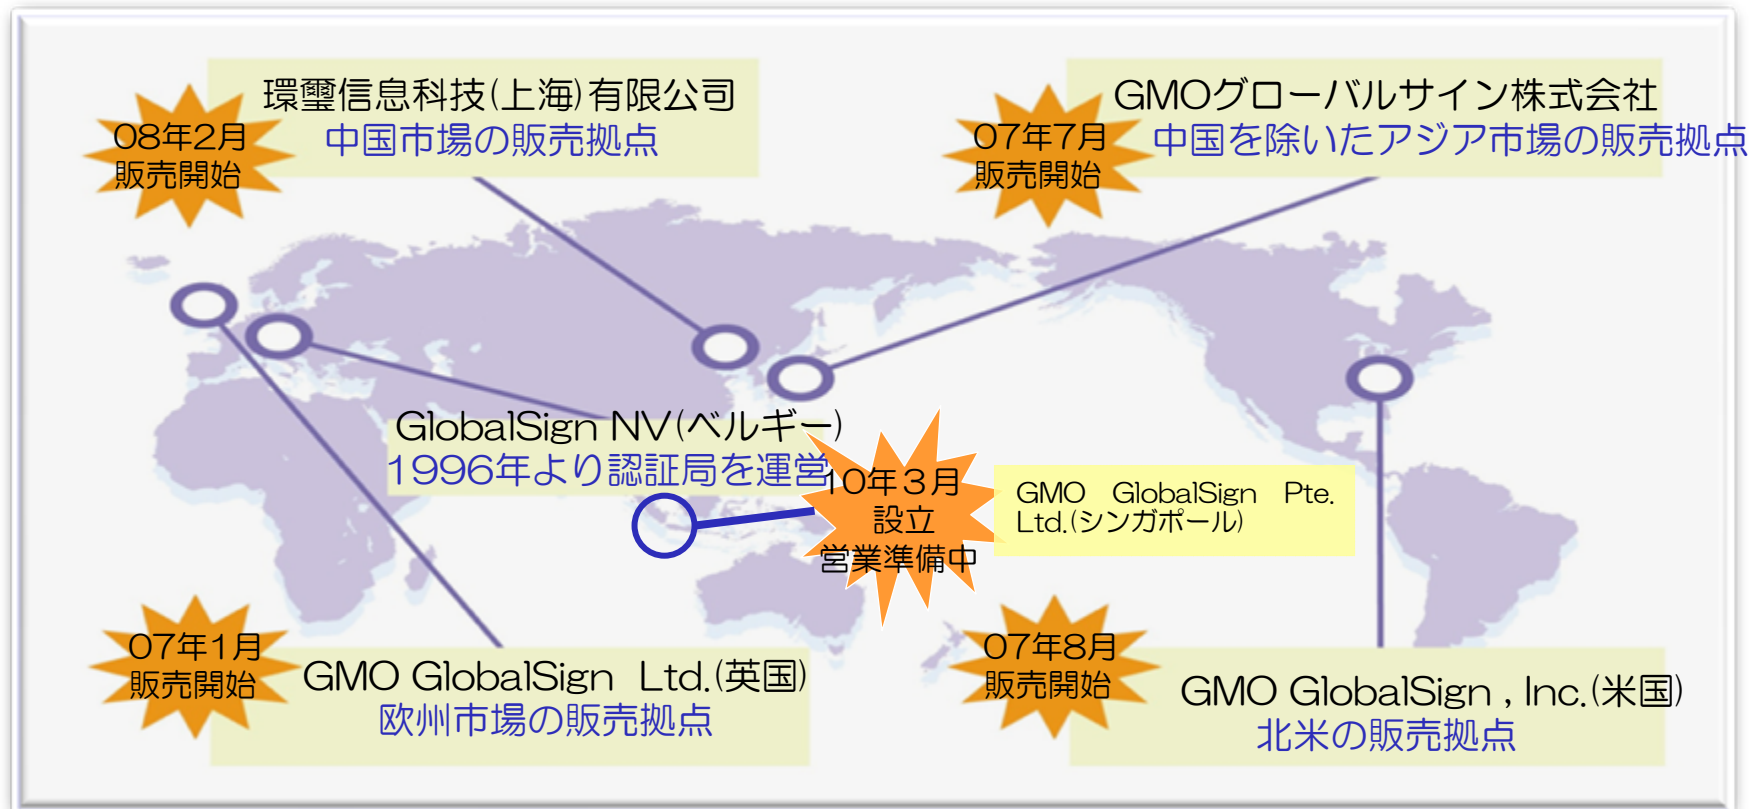 08年2月
販売開始
環璽信息科技(上海)有限公司
中国市場の販売拠点
07年7月
販売開始
GMOグローバルサイン株式会社
中国を除いたアジア市場の販売拠点
GlobalSign NV(ベルギー)
1996年より認証局を運営
10年3月
設立
営業準備中
GMO　GlobalSign　Pte.
Ltd.(シンガポール)
07年1月
販売開始
GMO GlobalSign Ltd.(英国)
欧州市場の販売拠点
07年8月
販売開始
GMO GlobalSign , Inc.(米国)
北米の販売拠点